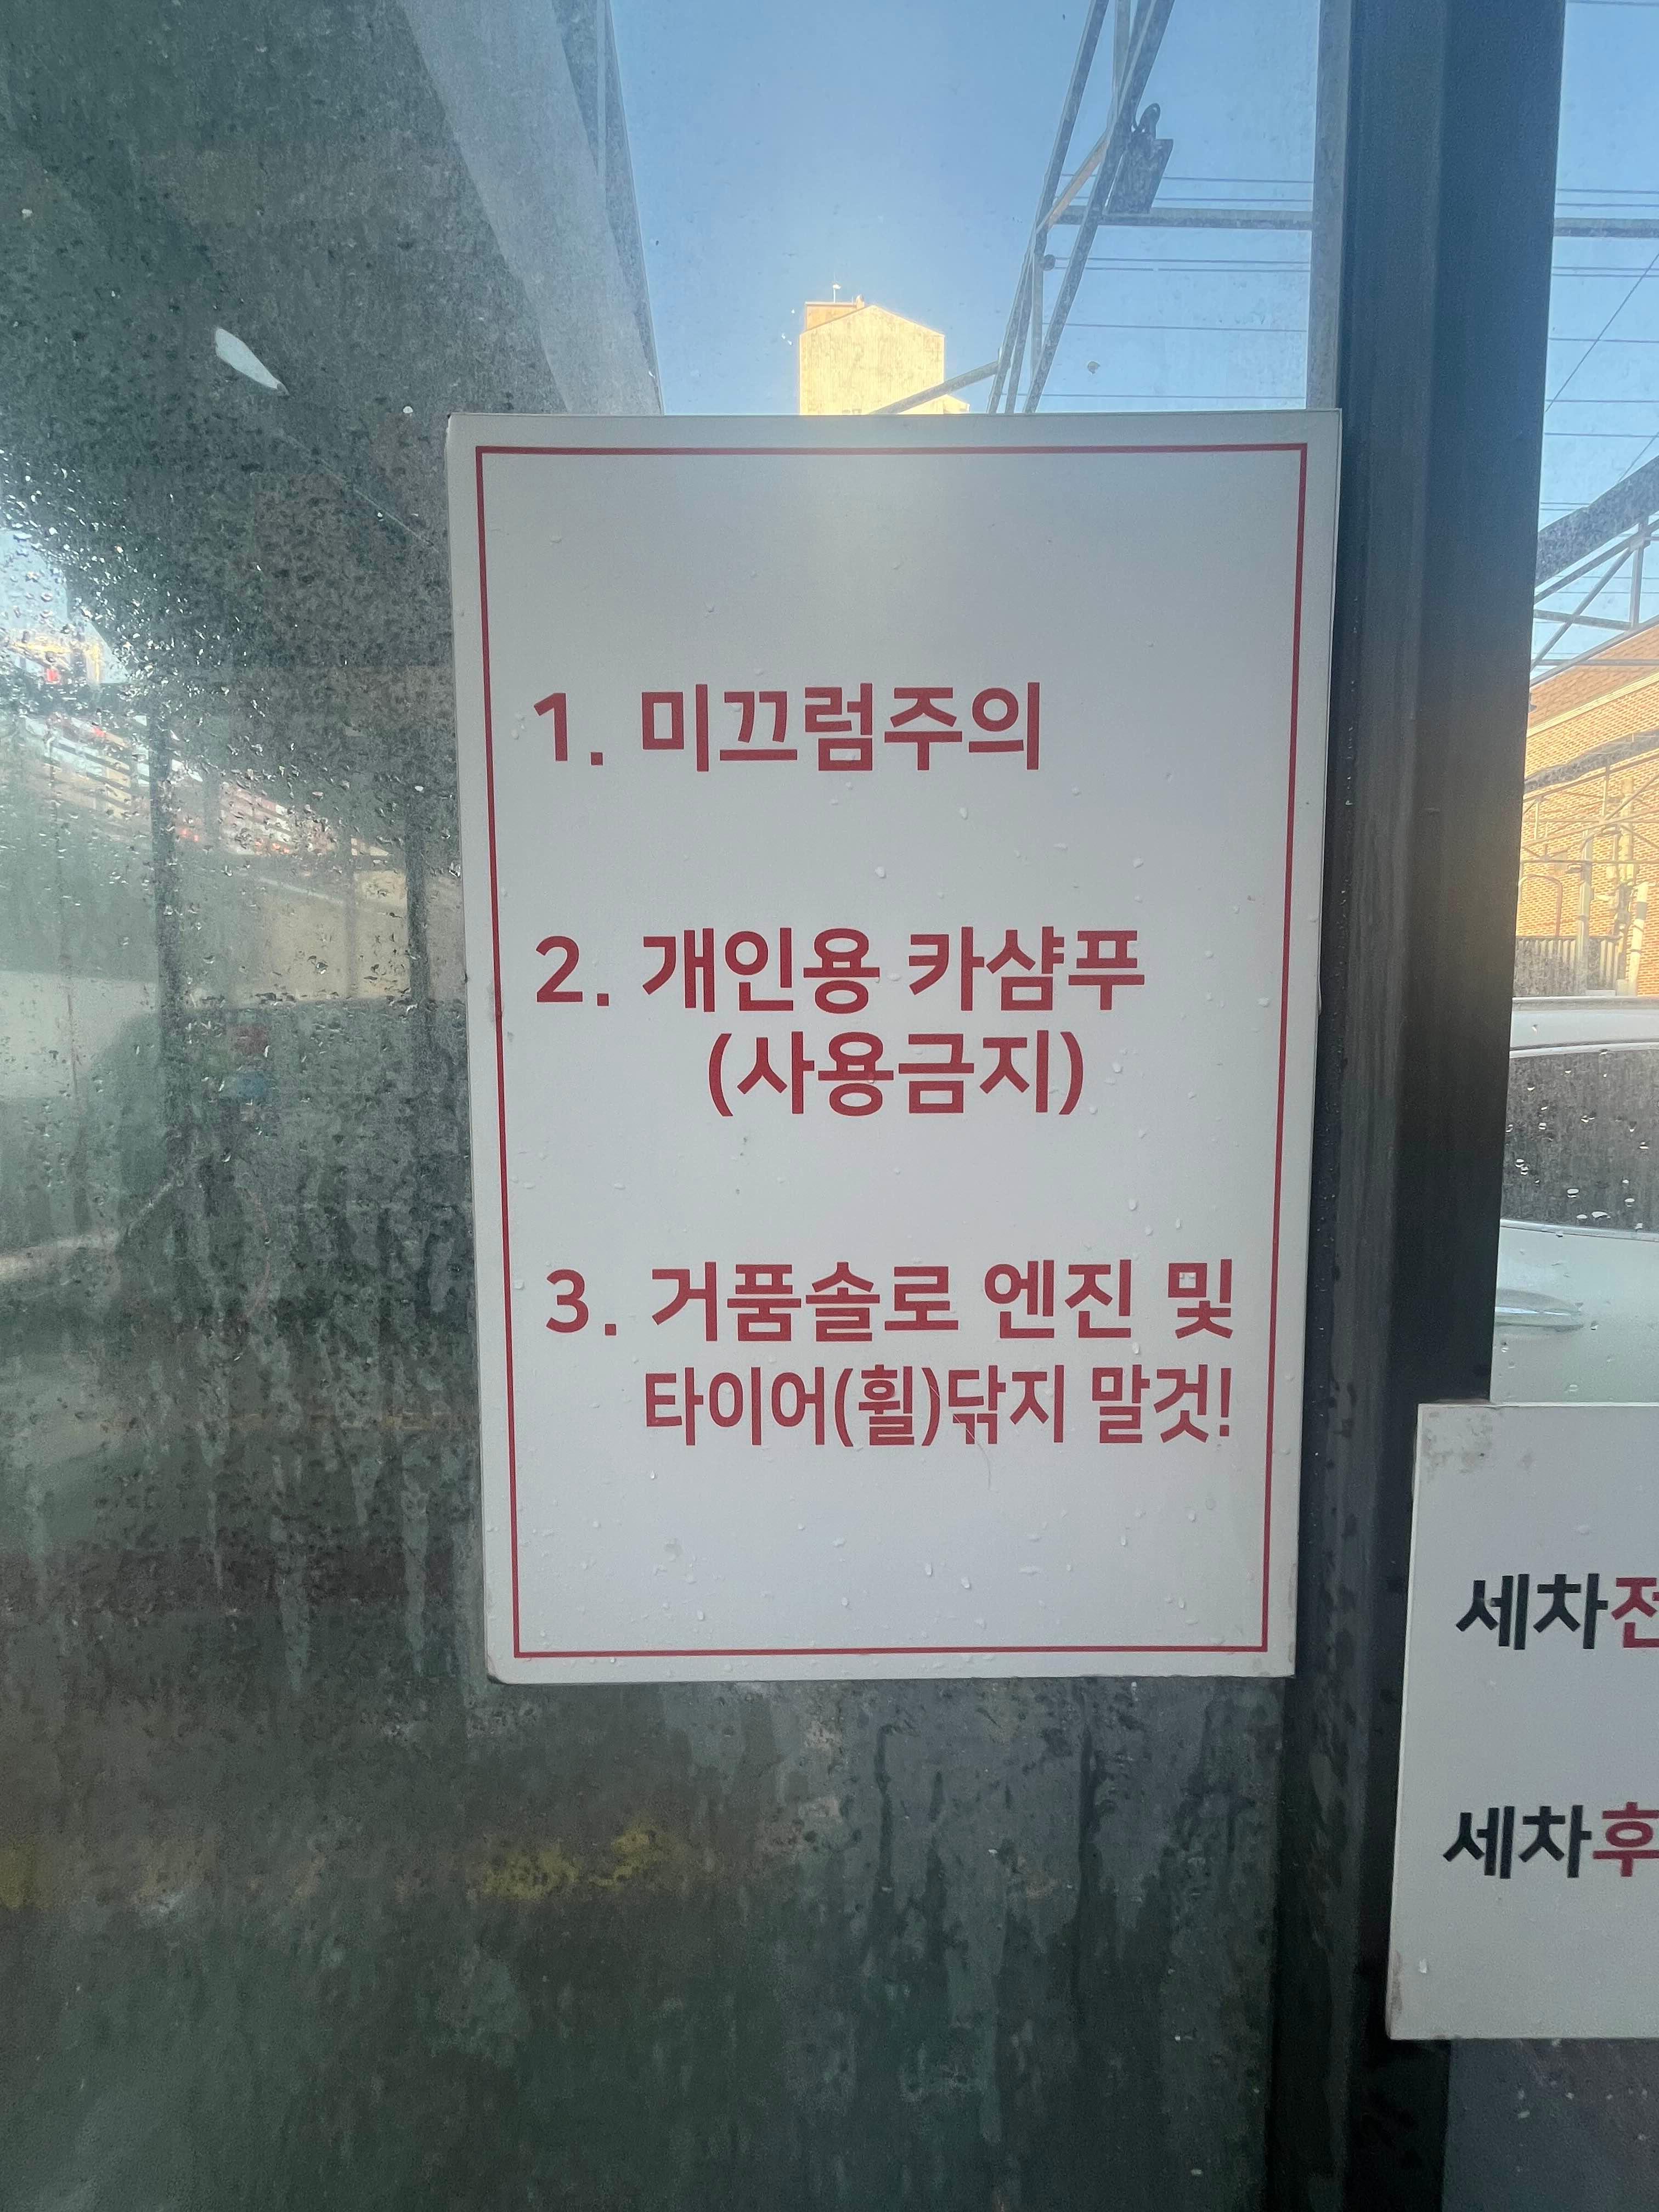 1. 미끄럼주의
2. 개인용 카샴푸
(사용금지)
3. 거품솔로 엔진 및
타이어(휠)닦지 말것!
세차전
세차후